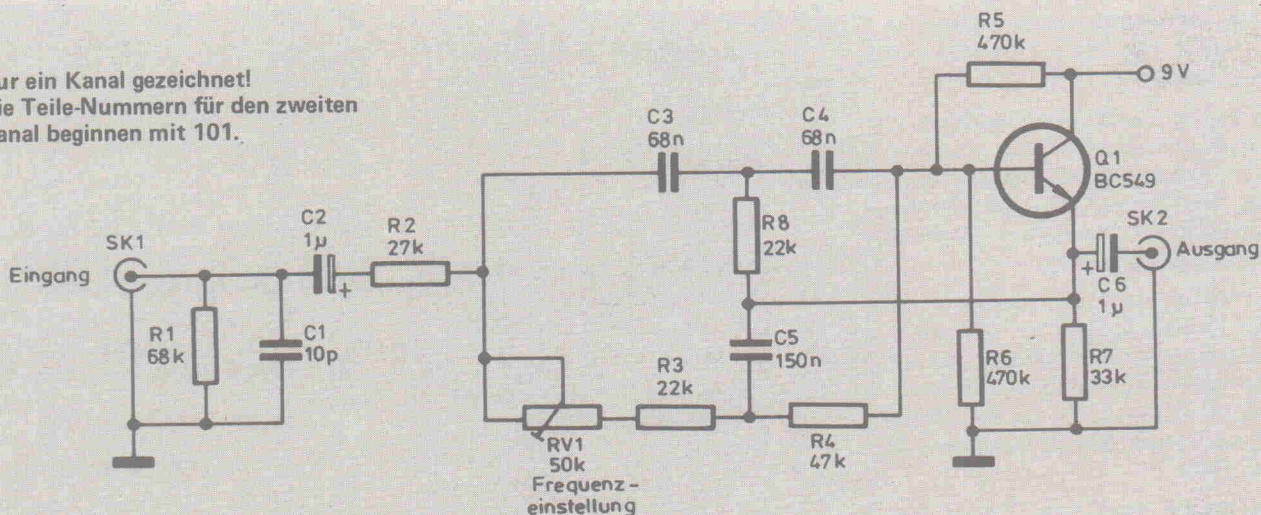 ur ein Kanal gezeichnet!
ie Teile-Nummern für den zweiten
anal beginnen mit 101.
R5
470k
9V
C3
68n
C4
68n
Q1
BC549
SK1
Eingang
C2
1µ
+
R2
27k
R8
22k
SK2
Ausgang
+
C6
1µ
R1
68k
C1
10p
C5
150n
R3
22k
R6
470k
R7
33k
RV1
50k
Frequenz-
einstellung
R4
47k